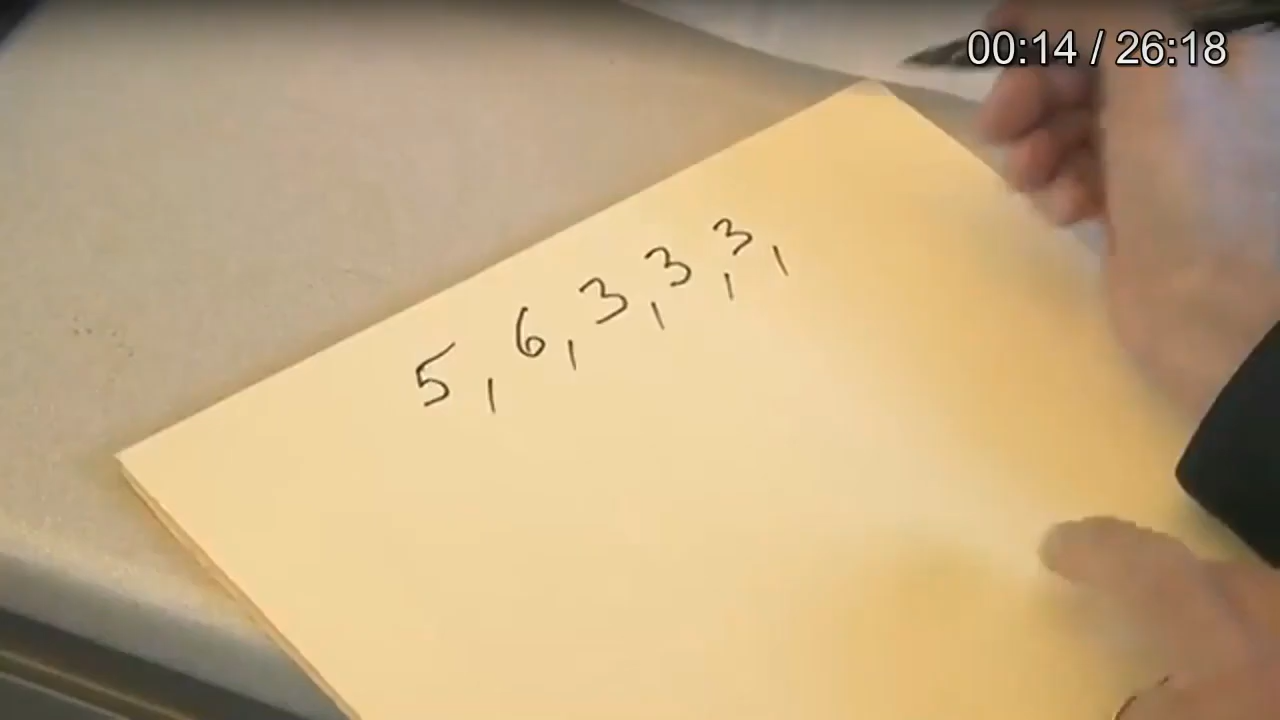 00:14 / 26:18
5, 6, 3, 3, 3,